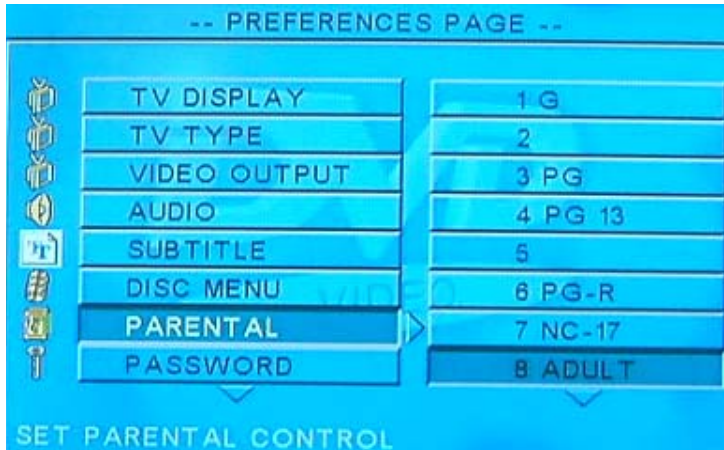 -- PREFERENCES PAGE --
TV DISPLAY
TV TYPE
VIDEO OUTPUT
AUDIO
SUBTITLE
DISC MENU
PARENTAL
PASSWORD
1 G
2
3 PG
4 PG 13
5
6 PG-R
7 NC-17
8 ADULT
VIDEO
SET PARENTAL CONTROL